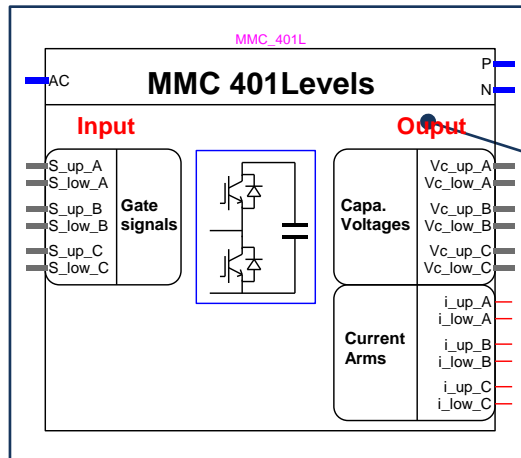 MMC_401L
AC
MMC 401Levels
P
N
Input
Ouput
S_up_A
S_low_A
S_up_B
S_low_B
S_up_C
S_low_C
Gate
signals
Capa.
Voltages
Vc_up_A
Vc_low_A
Vc_up_B
Vc_low_B
Vc_up_C
Vc_low_C
Current
Arms
i_up_A
i_low_A
i_up_B
i_low_B
i_up_C
i_low_C